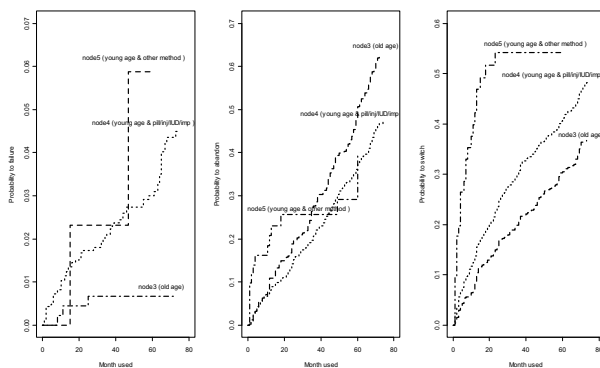 Probability to failure
0.00 0.01 0.02 0.03 0.04 0.05 0.06 0.07
node5 (young age & other method )
node4 (young age & pill/inj/IUD/imp )
node3 (old age)
0 20 40 60 80
Month used
Probability to abandon
0.0 0.1 0.2 0.3 0.4 0.5 0.6 0.7
node3 (old age)
node4 (young age & pill/inj/IUD/imp
node5 (young age & other method )
0 20 40 60 80
Month used
Probability to switch
0.0 0.1 0.2 0.3 0.4 0.5 0.6
node5 (young age & other method )
node4 (young age & pill/inj/IUD/imp )
node3 (old age)
0 20 40 60 80
Month used